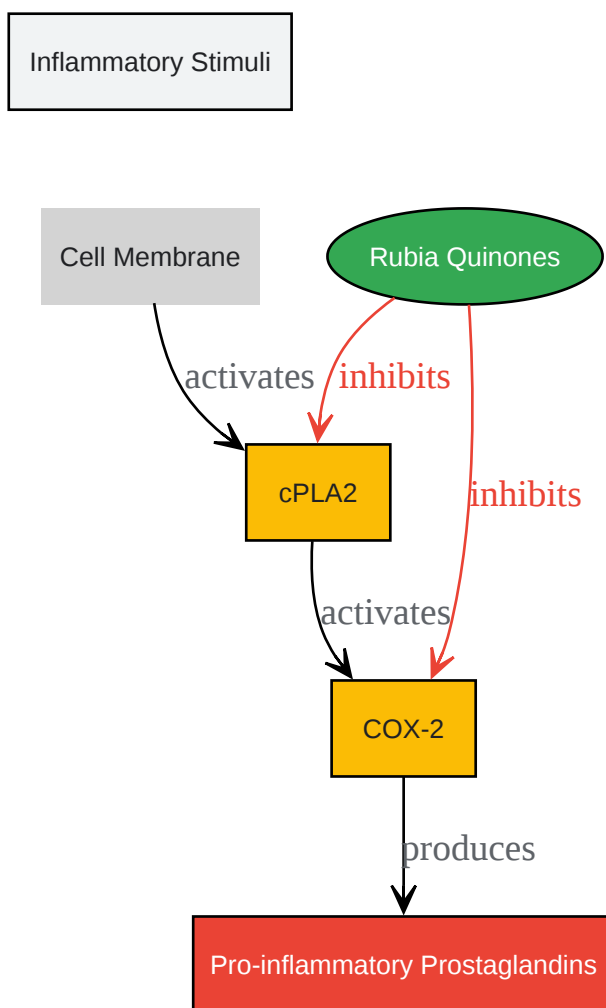 Inflammatory Stimuli
Cell Membrane
Rubia Quinones
activates
inhibits
cPLA2
inhibits
activates
COX-2
produces
Pro-inflammatory Prostaglandins